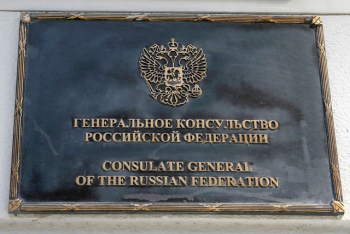 ГЕНЕРАЛЬНОЕ КОНСУЛЬСТВО
РОССИЙСКОЙ ФЕДЕРАЦИИ
CONSULATE GENERAL
OF THE RUSSIAN FEDERATION